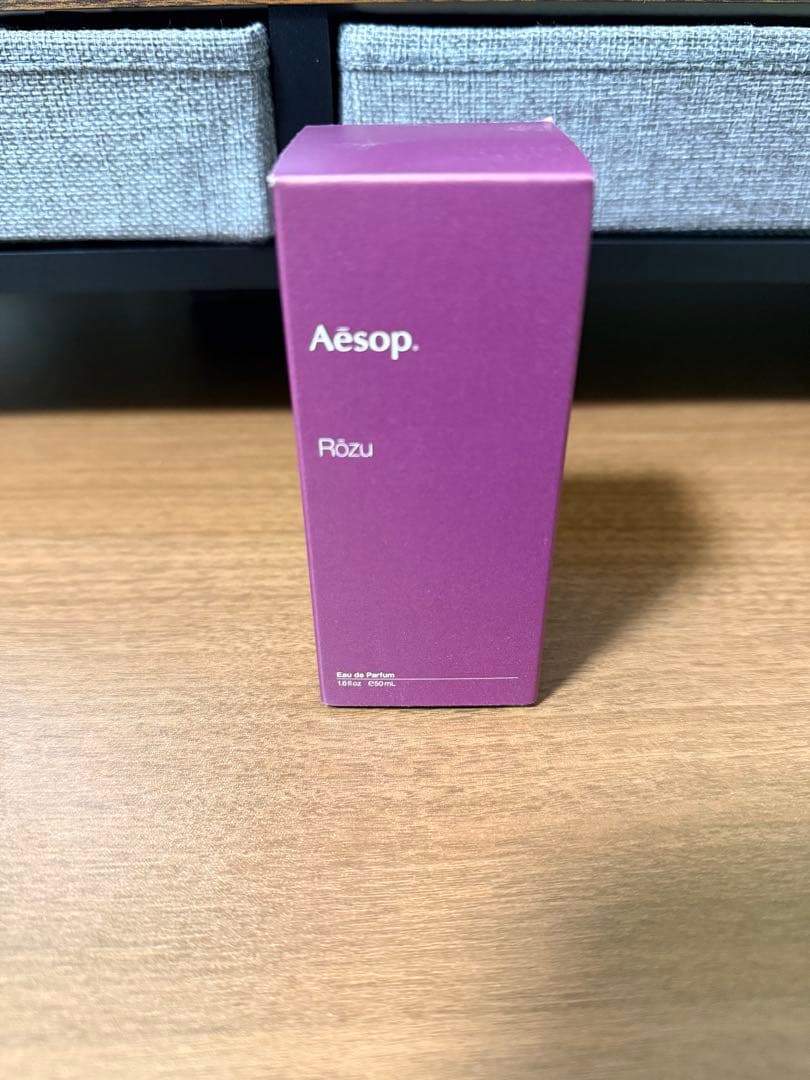 Aēsop.
Rōzu
Eau de Parfum
1.6 fl oz ℮50 mL